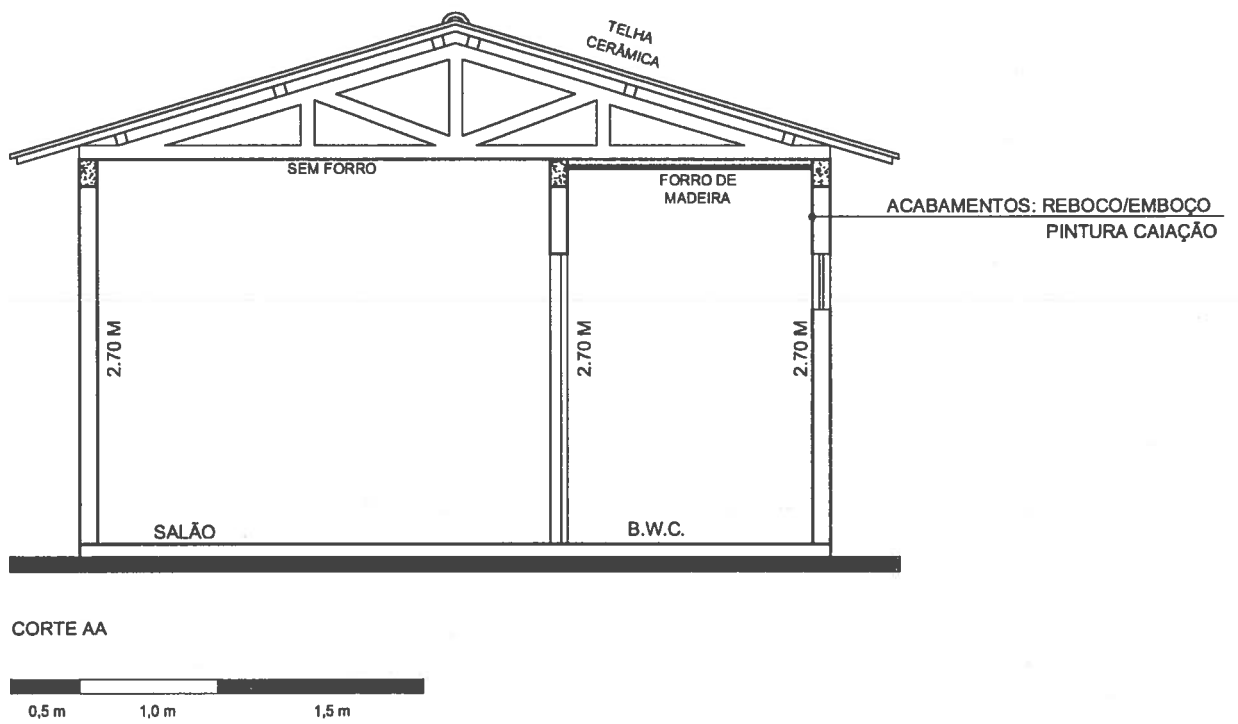 TELHA
CERÂMICA
SEM FORRO
FORRO DE
MADEIRA
ACABAMENTOS: REBOCO/EMBOÇO
PINTURA CAIAÇÃO
2.70 M
2.70 M
2.70 M
SALÃO
B.W.C.
CORTE AA
0,5 m
1,0 m
1,5 m